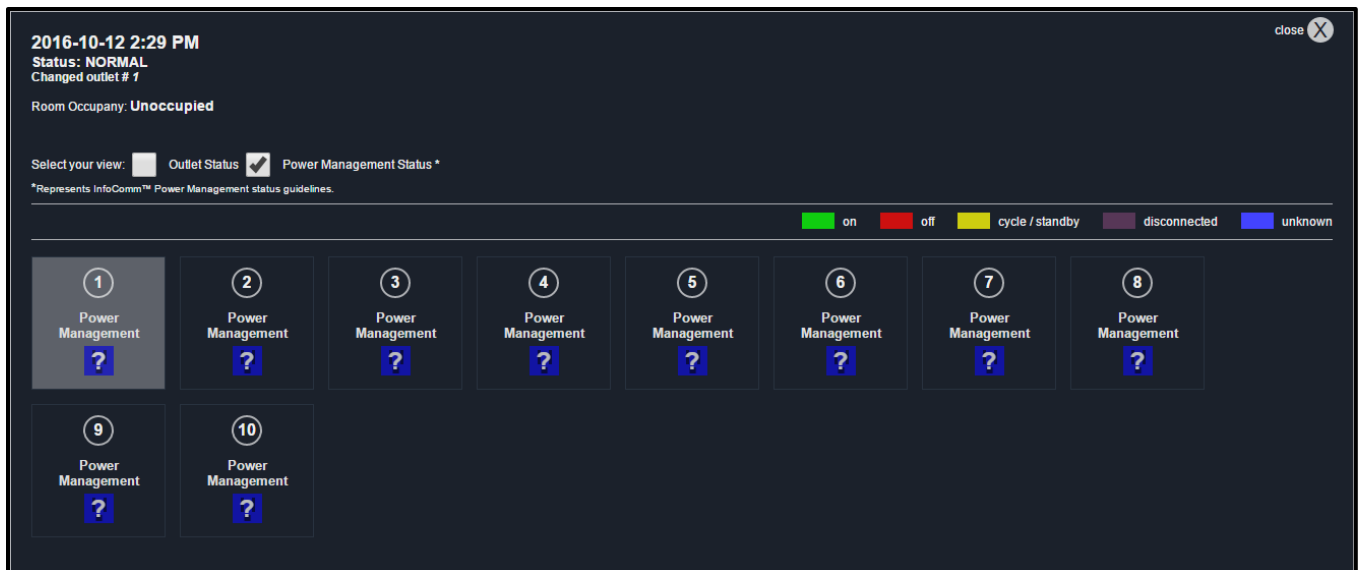 close X
2016-10-12 2:29 PM
Status: NORMAL
Changed outlet # 1
Room Occupany: Unoccupied
Select your view: Outlet Status Power Management Status *
*Represents InfoComm™ Power Management status guidelines.
on off cycle / standby disconnected unknown
1 2 3 4 5 6 7 8
Power Power Power Power Power Power Power Power
Management Management Management Management Management Management Management Management
? ? ? ? ? ? ? ?
9 10
Power Power
Management Management
? ?